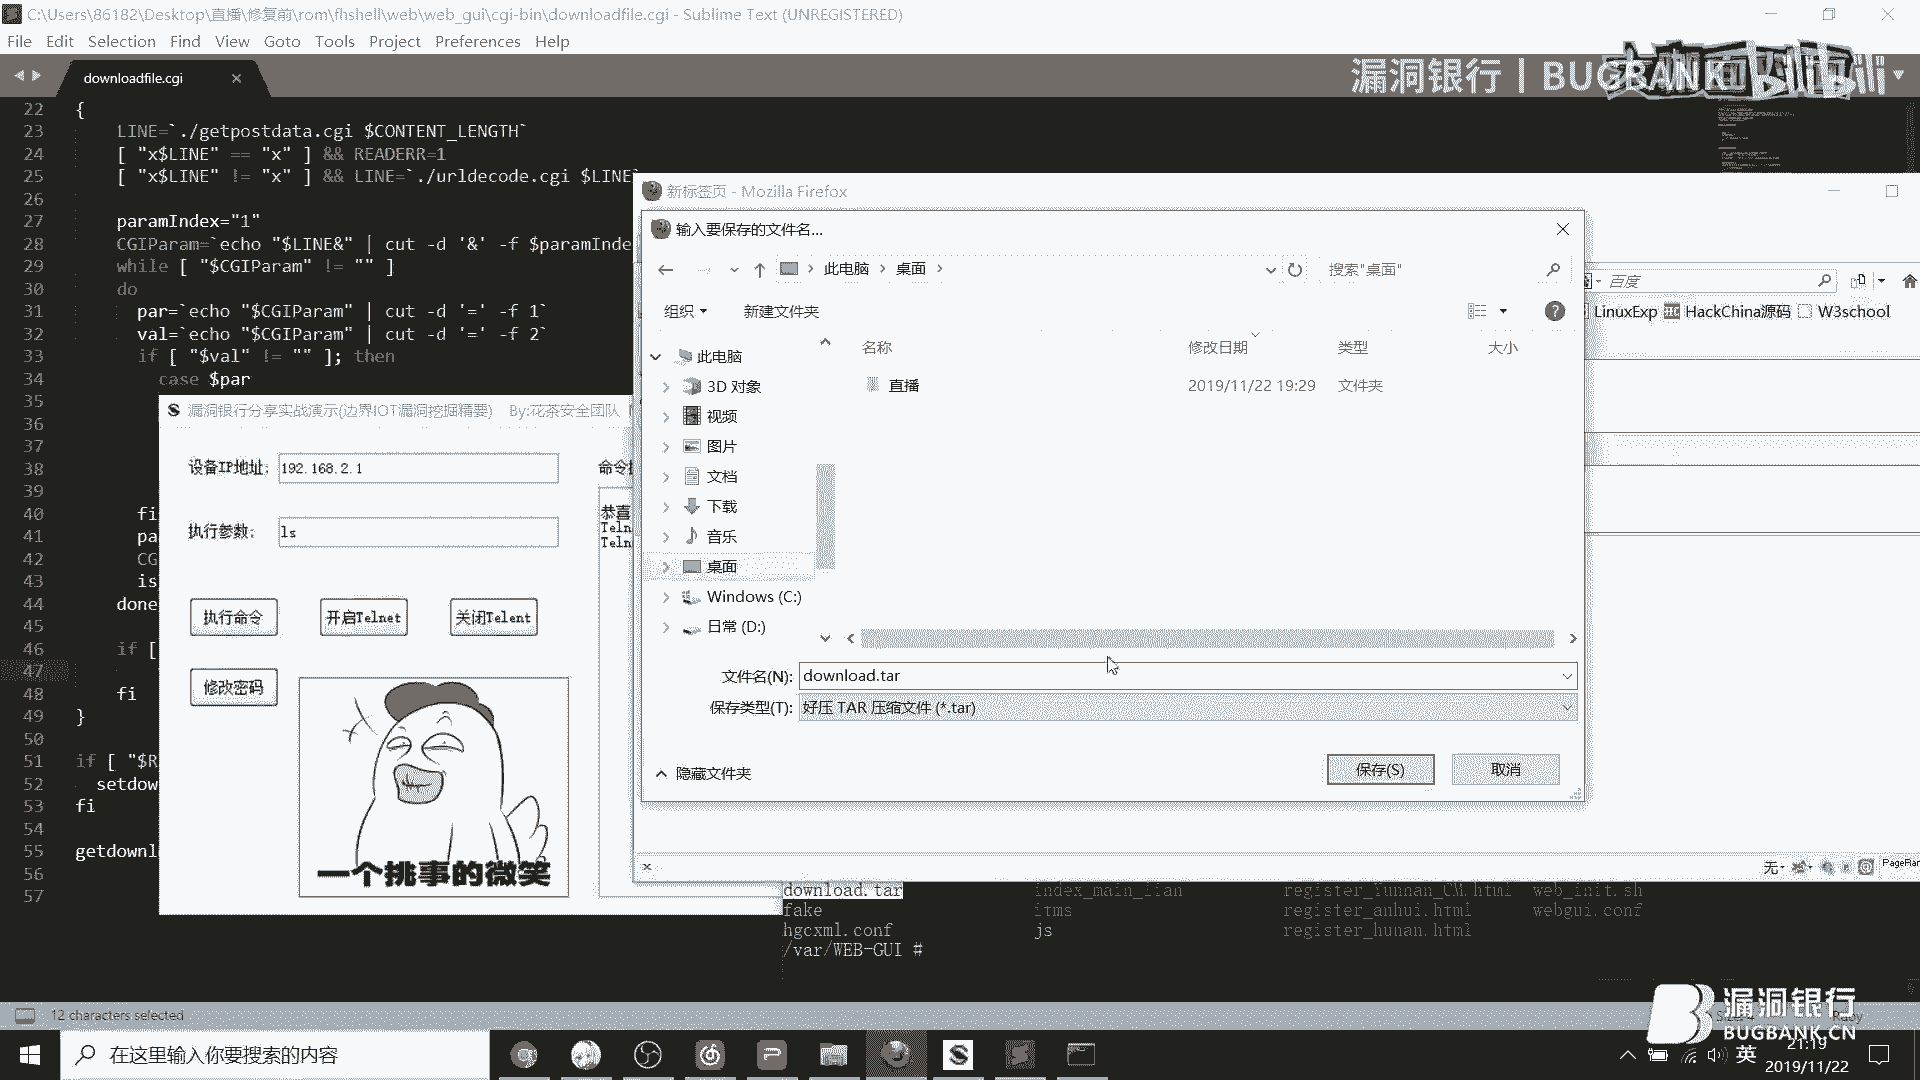 C:\Users\86182\Desktop\直播\修复前\rom\fhshell\web\web_gui\cgi-bin\downloadfile.cgi - Sublime Text (UNREGISTERED)
File Edit Selection Find View Goto Tools Project Preferences Help
downloadfile.cgi
漏洞银行 | BUGBANK
bilibili
22 {
23 LINE=`./getpostdata.cgi $CONTENT_LENGTH`
24 [ "x$LINE" == "x" ] && READERR=1
25 [ "x$LINE" != "x" ] && LINE=`./urldecode.cgi $LINE`
26
27 paramIndex="1"
28 CGIParam=`echo "$LINE&" | cut -d '&' -f $paramInde
29 while [ "$CGIParam" != "" ]
30 do
31 par=`echo "$CGIParam" | cut -d '=' -f 1`
32 val=`echo "$CGIParam" | cut -d '=' -f 2`
33 if [ "$val" != "" ]; then
34 case $par
35
36
37
38
39
40 fi
41 pa
42 CG
43 is
44 done
45
46 if [
47
48 fi
49 }
50
51 if [ "$R
52 setdow
53 fi
54
55 getdownl
56
57
漏洞银行分享实战演示(边界IOT漏洞挖掘精要) By:花茶安全团队
设备IP地址: 192.168.2.1
执行参数: ls
执行命令 开启Telnet 关闭Telent
修改密码
一个挑事的微笑
恭喜
Teln
Teln
新标签页 - Mozilla Firefox
输入要保存的文件名...
此电脑 桌面
搜索"桌面"
组织 新建文件夹
名称 修改日期 类型 大小
直播 2019/11/22 19:29 文件夹
此电脑
3D 对象
视频
图片
文档
下载
音乐
桌面
Windows (C:)
日常 (D:)
文件名(N): download.tar
保存类型(T): 好压 TAR 压缩文件 (*.tar)
隐藏文件夹
保存(S) 取消
百度
LinuxExp HackChina源码 W3school
无
PageRan
download.tar index_main_lian register_Yunnan_CM.html web_init.sh
fake itms register_anhui.html webgui.conf
hgcxml.conf js register_hunan.html
/var/WEB-GUI #
12 characters selected
漏洞银行
BUGBANK.CN
在这里输入你要搜索的内容
英
21:19
2019/11/22